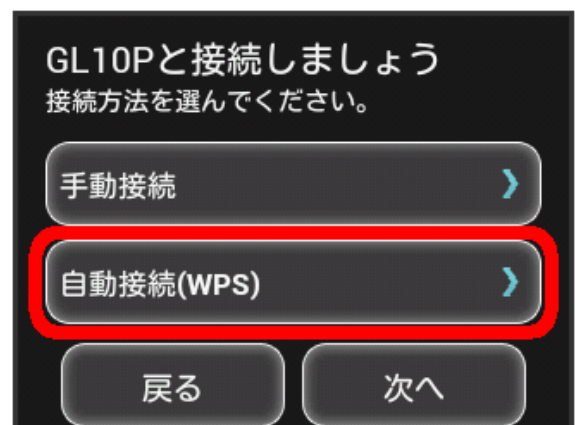 GL10Pと接続しましょう
接続方法を選んでください。
手動接続
自動接続(WPS)
戻る
次へ